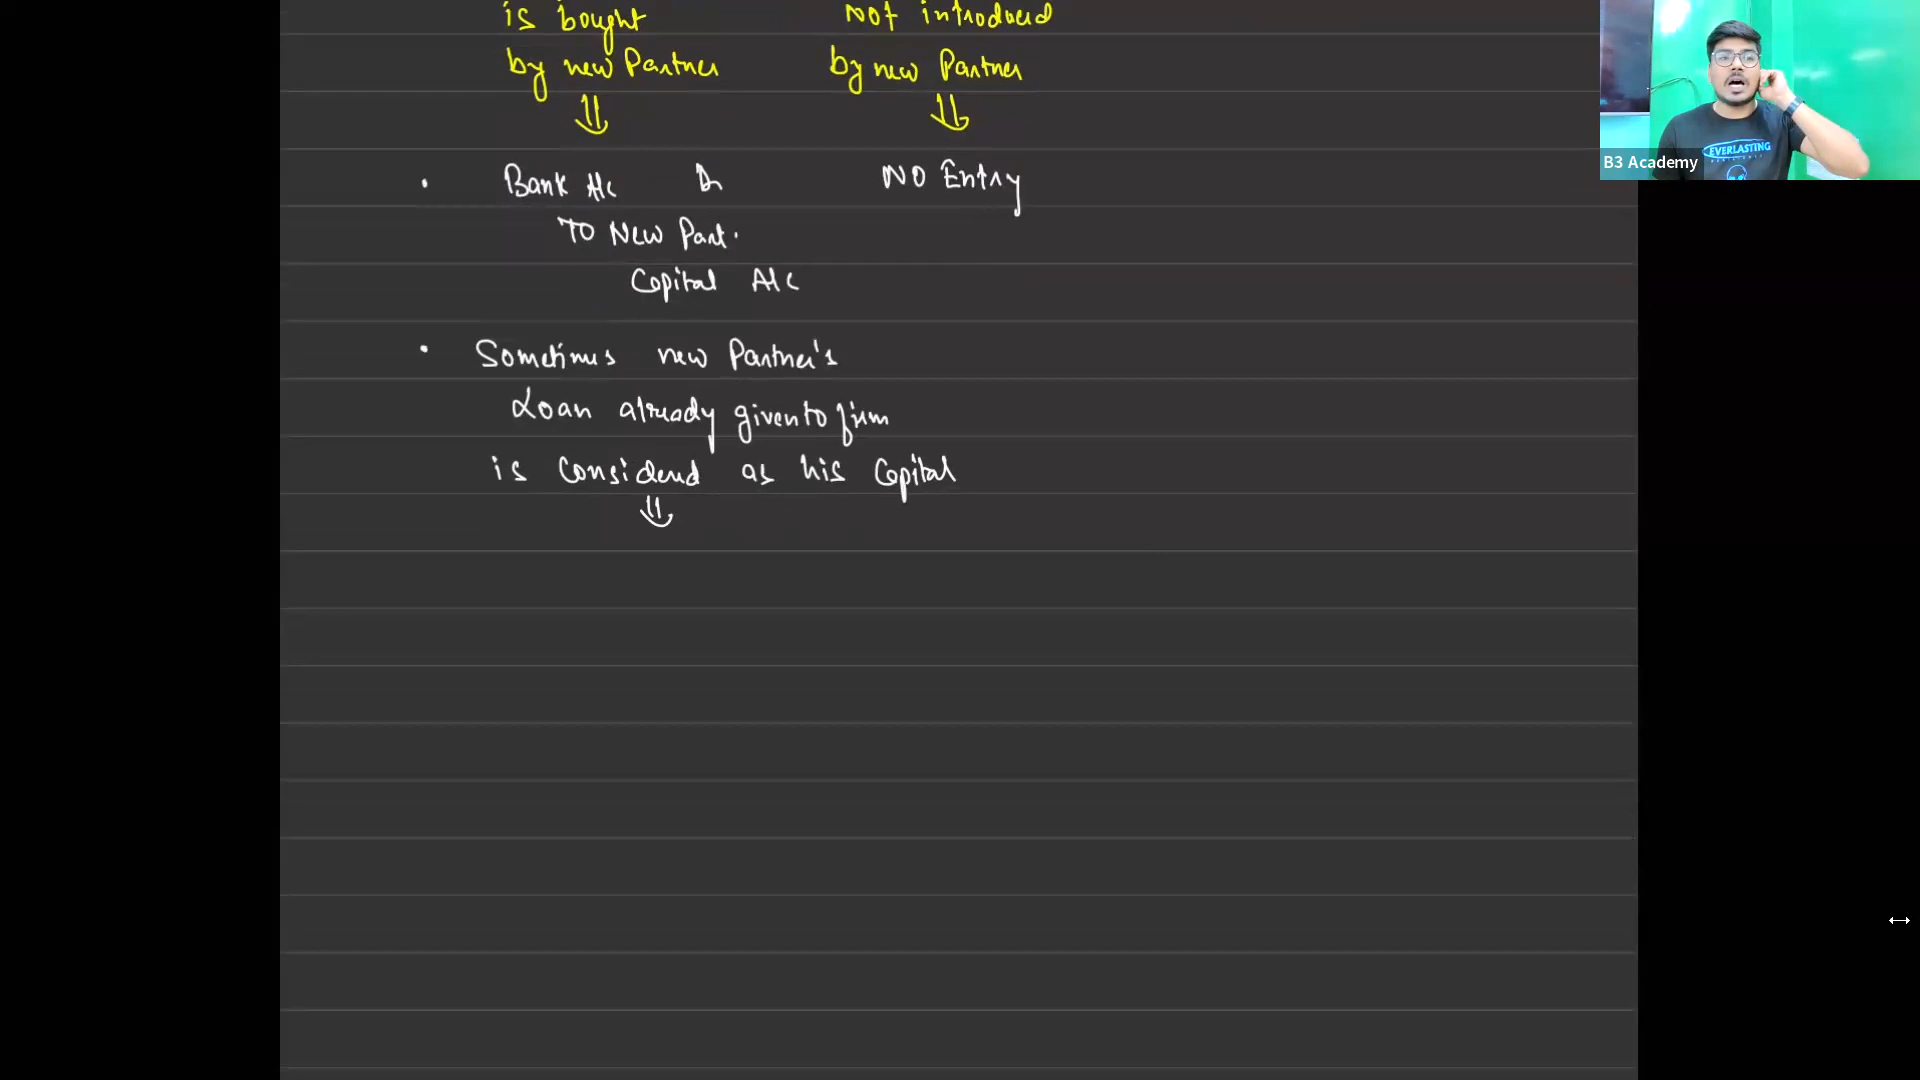 is bought
Not introduced
by new Partner
by new Partner
Bank A/c Dr
No Entry
To New Part.
Capital A/c
Sometimes new Partner's
Loan already given to firm
is Considered as his Capital
B3 Academy
EVERLASTING